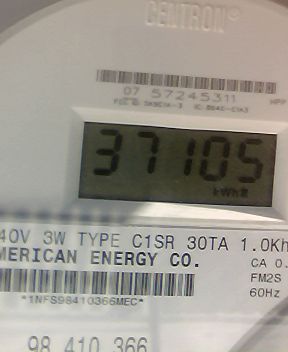 CENTRON®
07 57245311
37105
kWh
40V 3W TYPE C1SR 30TA 1.0Kh
MERICAN ENERGY CO.
CA 0.
FM2S
60Hz
*1NFS98410366MEC*
98 410 366